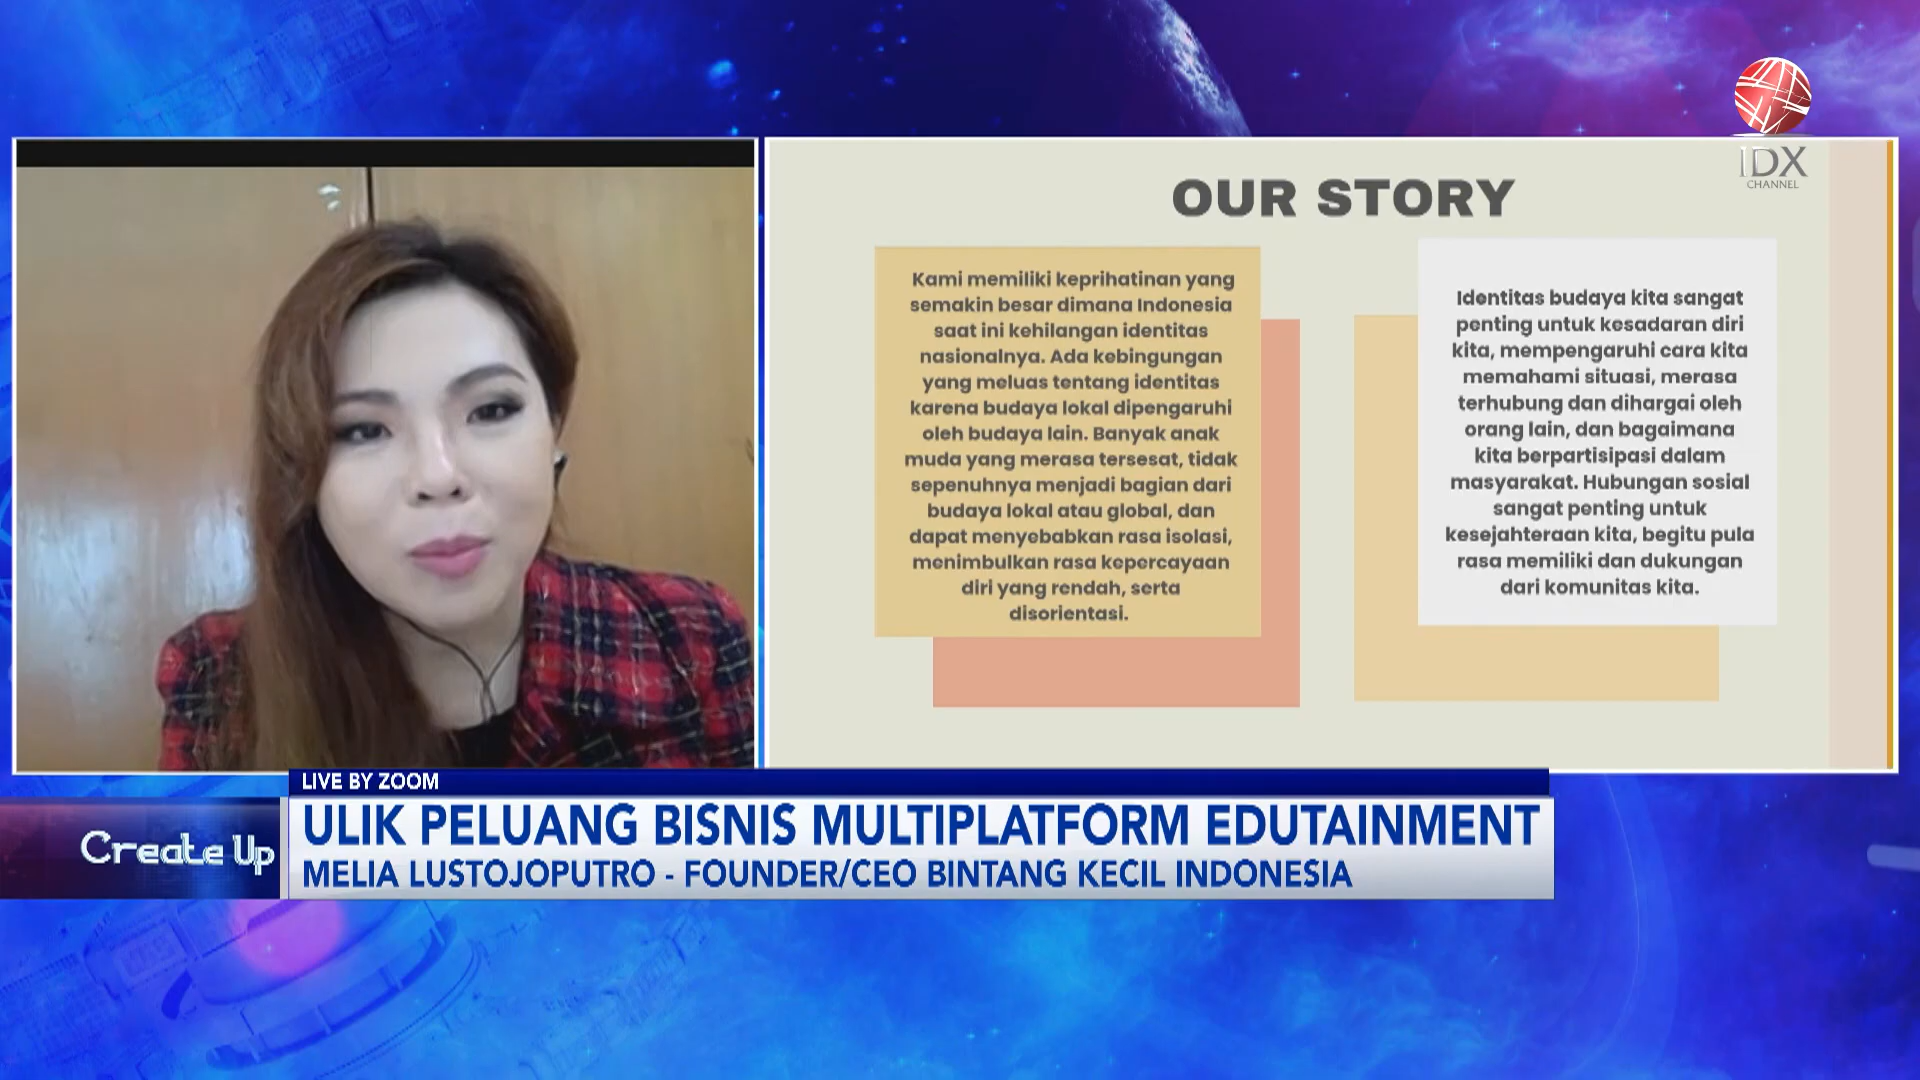 IDX
CHANNEL
OUR STORY
Kami memiliki keprihatinan yang
semakin besar dimana Indonesia
saat ini kehilangan identitas
nasionalnya. Ada kebingungan
yang meluas tentang identitas
karena budaya lokal dipengaruhi
oleh budaya lain. Banyak anak
muda yang merasa tersesat, tidak
sepenuhnya menjadi bagian dari
budaya lokal atau global, dan
dapat menyebabkan rasa isolasi,
menimbulkan rasa kepercayaan
diri yang rendah, serta
disorientasi.
Identitas budaya kita sangat
penting untuk kesadaran diri
kita, mempengaruhi cara kita
memahami situasi, merasa
terhubung dan dihargai oleh
orang lain, dan bagaimana
kita berpartisipasi dalam
masyarakat. Hubungan sosial
sangat penting untuk
kesejahteraan kita, begitu pula
rasa memiliki dan dukungan
dari komunitas kita.
LIVE BY ZOOM
Create Up
ULIK PELUANG BISNIS MULTIPLATFORM EDUTAINMENT
MELIA LUSTOJOPUTRO - FOUNDER/CEO BINTANG KECIL INDONESIA